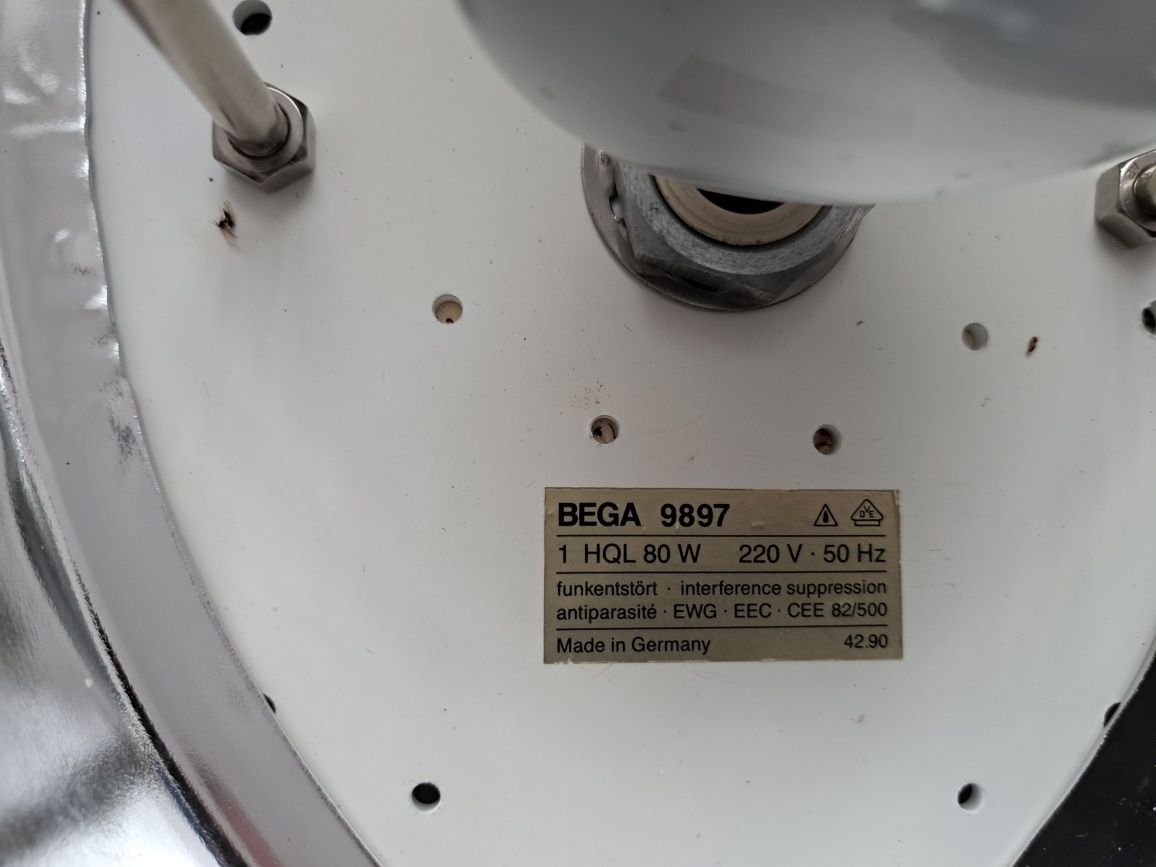 BEGA 9897
DVE
1 HQL 80 W 220 V · 50 Hz
funkentstört · interference suppression
antiparasité · EWG · EEC · CEE 82/500
Made in Germany 42.90